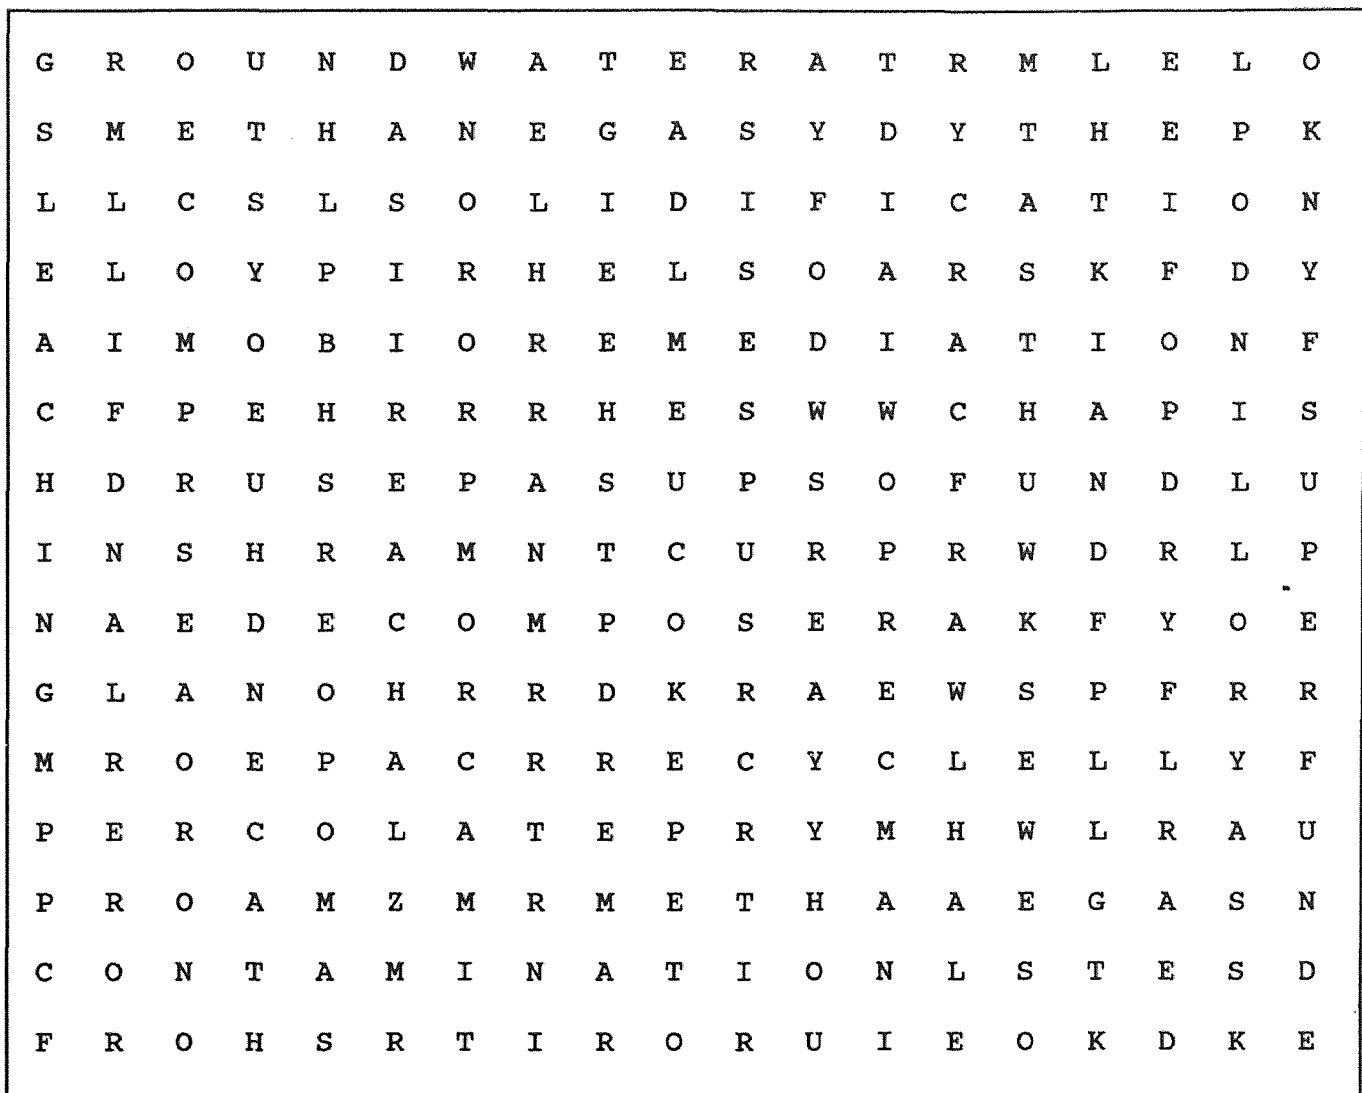 G R O U N D W A T E R A T R M L E L O
S M E T H A N E G A S Y D Y T H E P K
L L C S L S O L I D I F I C A T I O N
E L O Y P I R H E L S O A R S K F D Y
A I M O B I O R E M E D I A T I O N F
C F P E H R R R H E S W W C H A P I S
H D R U S E P A S U P S O F U N D L U
I N S H R A M N T C U R P R W D R L P
N A E D E C O M P O S E R A K F Y O E
G L A N O H R R D K R A E W S P F R R
M R O E P A C R R E C Y C L E L L Y F
P E R C O L A T E P R Y M H W L R A U
P R O A M Z M R M E T H A A E G A S N
C O N T A M I N A T I O N L S T E S D
F R O H S R T I R O R U I E O K D K E